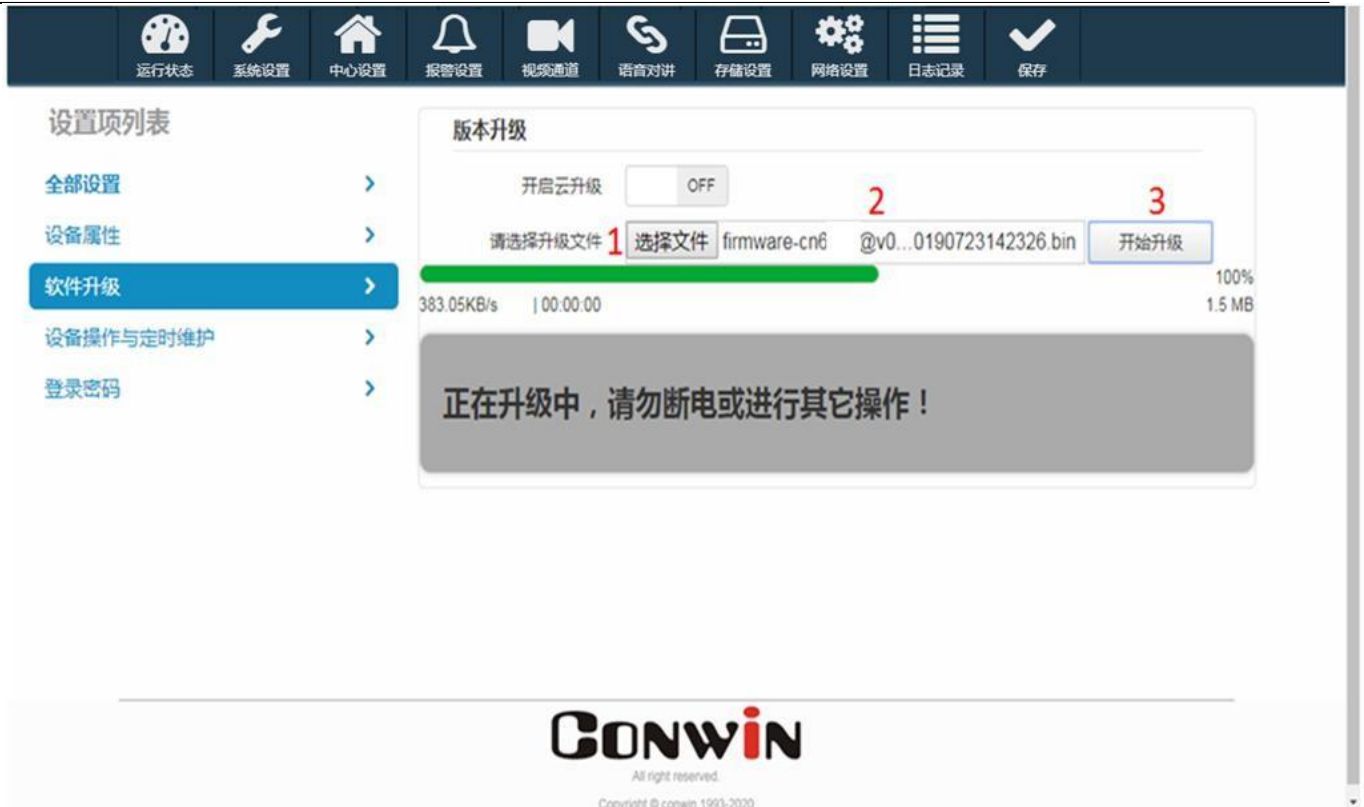 运行状态 系统设置 中心设置 报警设置 视频通道 语音对讲 存储设置 网络设置 日志记录 保存
设置项列表
全部设置
设备属性
软件升级
设备操作与定时维护
登录密码
版本升级
开启云升级 OFF
2 3
请选择升级文件 1 选择文件 firmware-cn6 @v0...0190723142326.bin 开始升级
100%
383.05KB/s | 00:00:00 1.5 MB
正在升级中，请勿断电或进行其它操作！
CONWIN
All right reserved.
Copyright © conwin 1993-2020